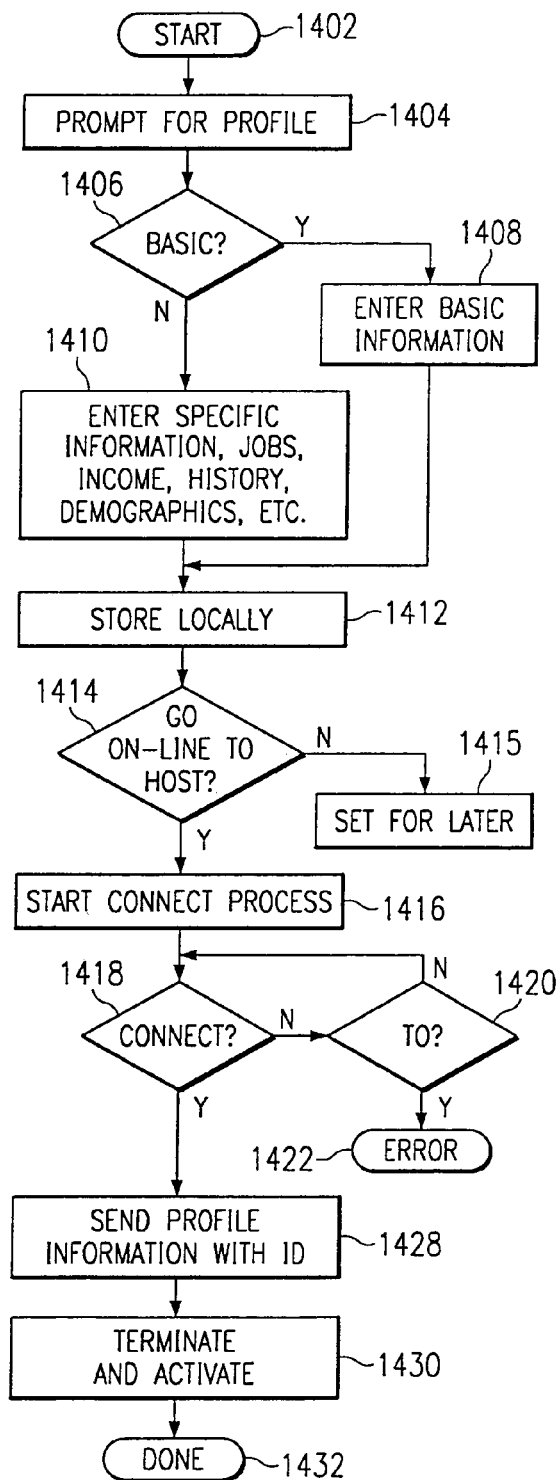 START
1402
PROMPT FOR PROFILE
1404
1406
BASIC?
Y
N
1408
ENTER BASIC
INFORMATION
1410
ENTER SPECIFIC
INFORMATION, JOBS,
INCOME, HISTORY,
DEMOGRAPHICS, ETC.
STORE LOCALLY
1412
1414
GO
ON-LINE TO
HOST?
N
Y
1415
SET FOR LATER
START CONNECT PROCESS
1416
1418
CONNECT?
N
Y
N
1420
TO?
Y
1422
ERROR
SEND PROFILE
INFORMATION WITH ID
1428
TERMINATE
AND ACTIVATE
1430
DONE
1432